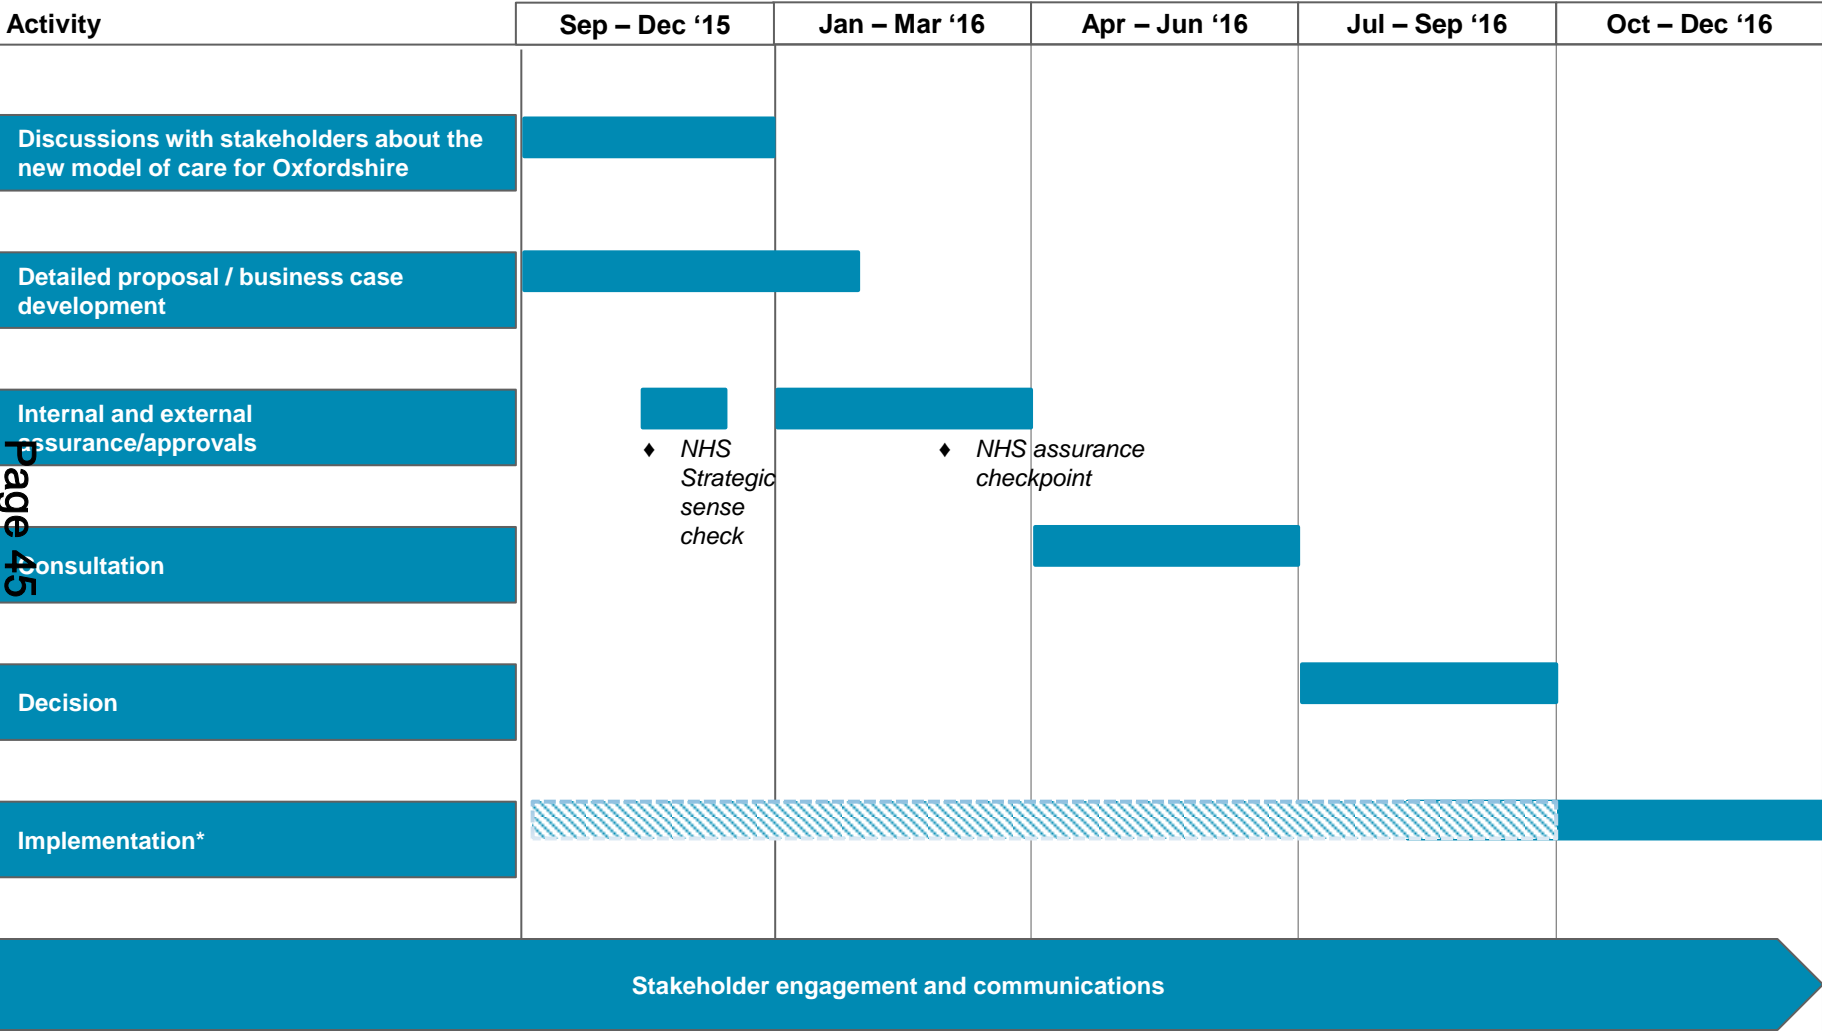 Activity
Sep – Dec ‘15
Jan – Mar ‘16
Apr – Jun ‘16
Jul – Sep ‘16
Oct – Dec ‘16
Discussions with stakeholders about the
new model of care for Oxfordshire
Detailed proposal / business case
development
Internal and external
assurance/approvals
♦ NHS
Strategic
sense
check
♦ NHS assurance
checkpoint
Consultation
Decision
Implementation*
Stakeholder engagement and communications
Page 45